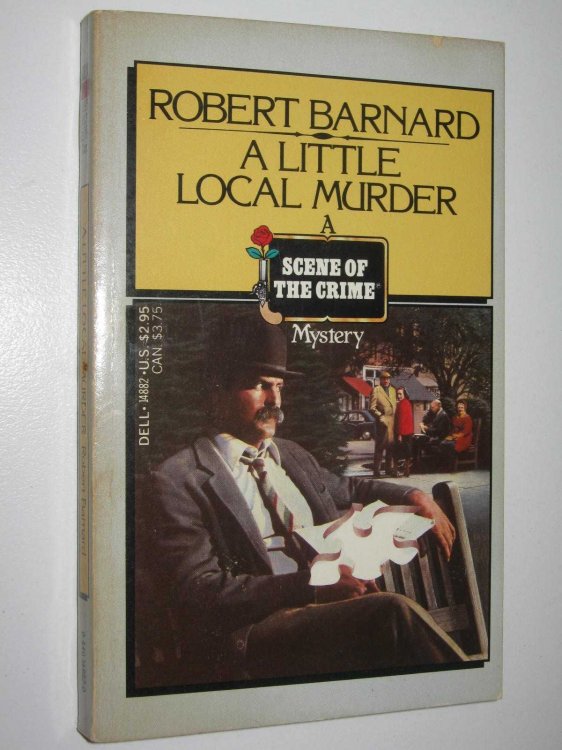 ROBERT BARNARD
A LITTLE
LOCAL MURDER
A
SCENE OF
THE CRIME
Mystery
DELL • 14882 • U.S. $2.95
CAN. $3.75